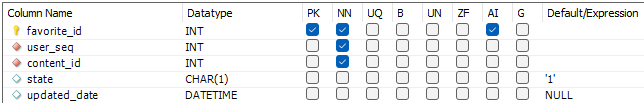 Column Name Datatype PK NN UQ B UN ZF AI G Default/Expression
favorite_id INT
user_seq INT
content_id INT
state CHAR(1) '1'
updated_date DATETIME NULL